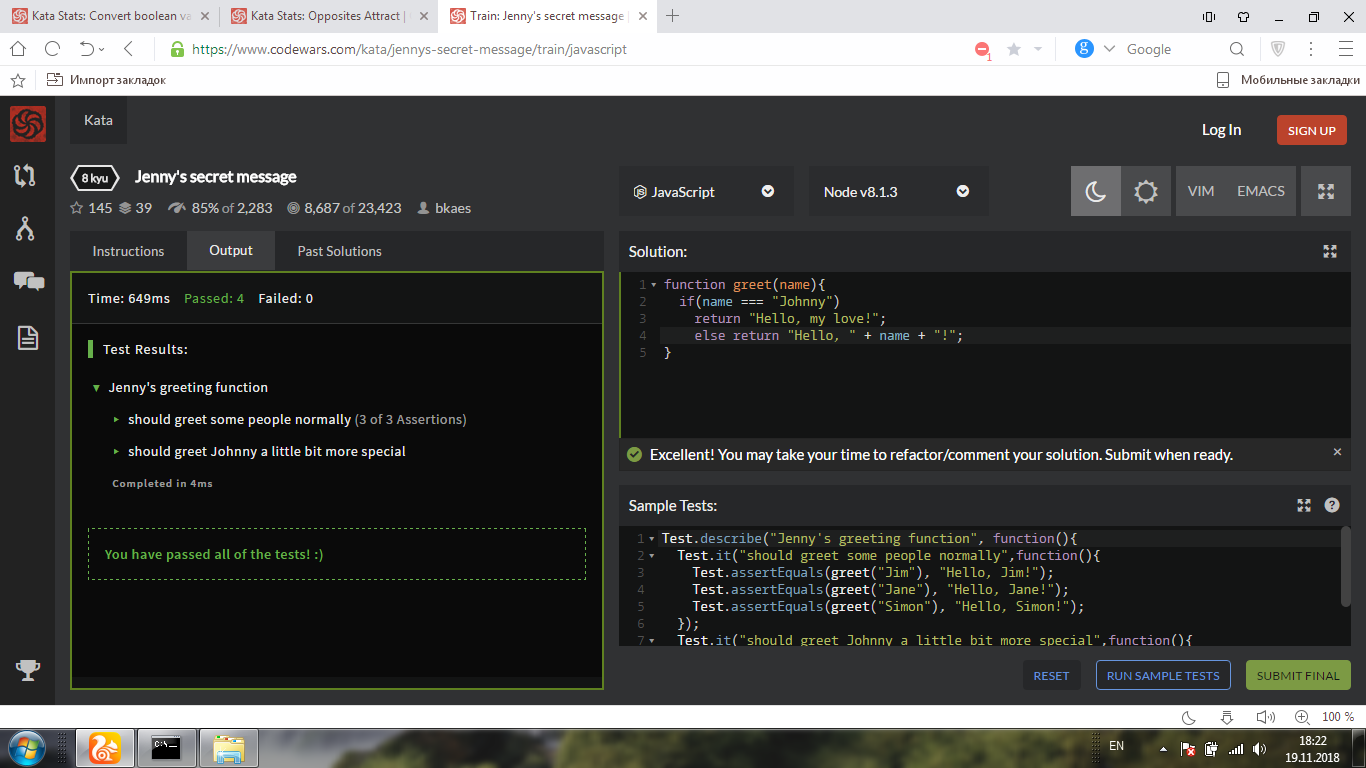 Kata Stats: Convert boolean va
Kata Stats: Opposites Attract |
Train: Jenny's secret message
https://www.codewars.com/kata/jennys-secret-message/train/javascript
1
g
Google
Импорт закладок
Мобильные закладки
Kata
Log In
SIGN UP
8 kyu
Jenny's secret message
JavaScript
Node v8.1.3
VIM
EMACS
145 39 85% of 2,283 8,687 of 23,423 bkaes
Instructions
Output
Past Solutions
Time: 649ms Passed: 4 Failed: 0
Test Results:
Jenny's greeting function
should greet some people normally (3 of 3 Assertions)
should greet Johnny a little bit more special
Completed in 4ms
You have passed all of the tests! :)
Solution:
1 function greet(name){
2 if(name === "Johnny")
3 return "Hello, my love!";
4 else return "Hello, " + name + "!";
5 }
Excellent! You may take your time to refactor/comment your solution. Submit when ready.
Sample Tests:
?
1 Test.describe("Jenny's greeting function", function(){
2 Test.it("should greet some people normally",function(){
3 Test.assertEquals(greet("Jim"), "Hello, Jim!");
4 Test.assertEquals(greet("Jane"), "Hello, Jane!");
5 Test.assertEquals(greet("Simon"), "Hello, Simon!");
6 });
7 Test.it("should greet Johnny a little bit more special",function(){
RESET
RUN SAMPLE TESTS
SUBMIT FINAL
100 %
C:\
EN
18:22
19.11.2018